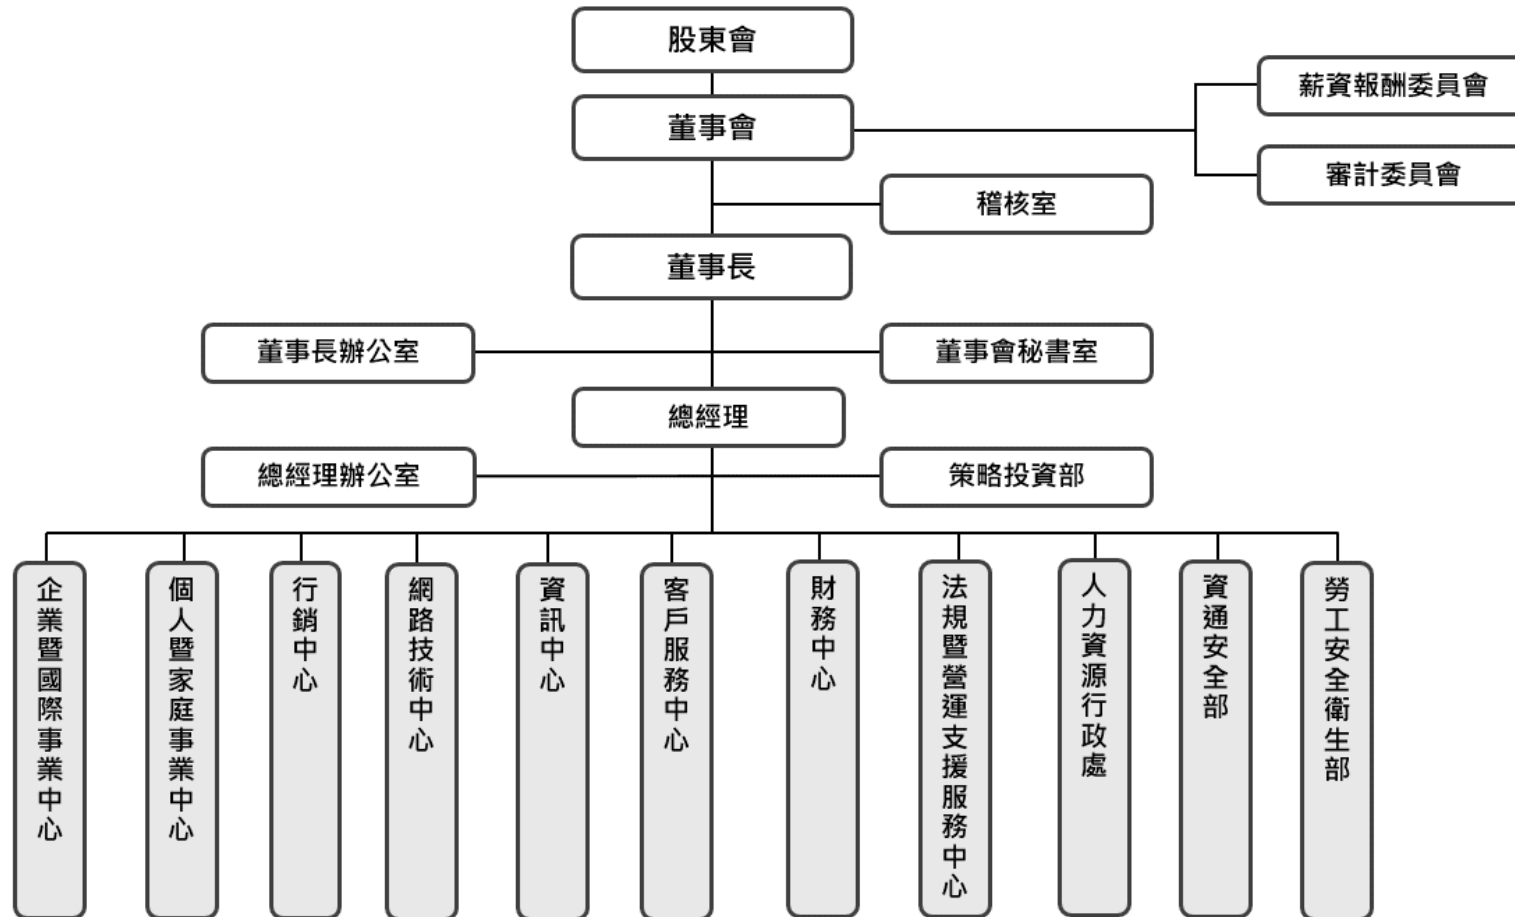 股東會
董事會
薪資報酬委員會
審計委員會
稽核室
董事長
董事長辦公室
董事會秘書室
總經理
總經理辦公室
策略投資部
企業暨國際事業中心
個人暨家庭事業中心
行銷中心
網路技術中心
資訊中心
客戶服務中心
財務中心
法規暨營運支援服務中心
人力資源行政處
資通安全部
勞工安全衛生部